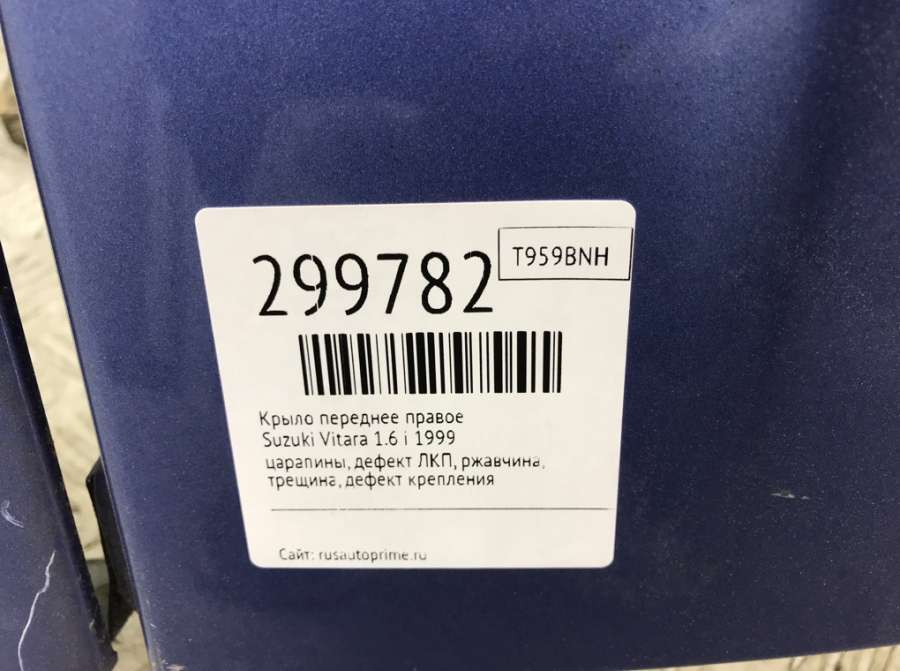 299782
T959BNH
Крыло переднее правое
Suzuki Vitara 1.6 i 1999
царапины, дефект ЛКП, ржавчина,
трещина, дефект крепления
Сайт: rusautoprime.ru